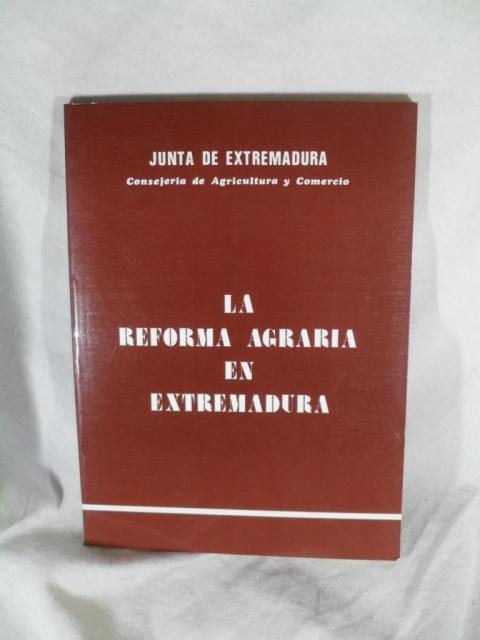 JUNTA DE EXTREMADURA
Consejeria de Agricultura y Comercio
LA
REFORMA AGRARIA
EN
EXTREMADURA